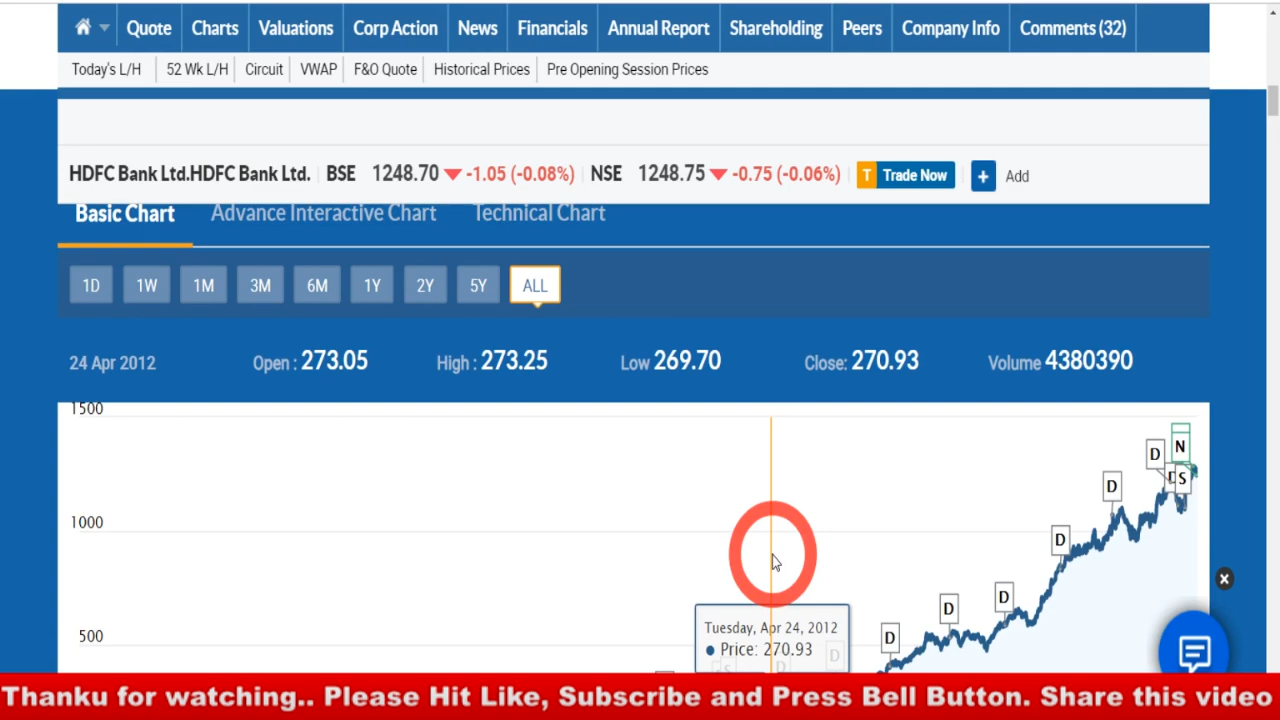 Quote Charts Valuations Corp Action News Financials Annual Report Shareholding Peers Company Info Comments (32)
Today's L/H 52 Wk L/H Circuit VWAP F&O Quote Historical Prices Pre Opening Session Prices
HDFC Bank Ltd.HDFC Bank Ltd. BSE 1248.70 -1.05 (-0.08%) NSE 1248.75 -0.75 (-0.06%) T Trade Now + Add
Basic Chart Advance Interactive Chart Technical Chart
1D 1W 1M 3M 6M 1Y 2Y 5Y ALL
24 Apr 2012 Open : 273.05 High : 273.25 Low 269.70 Close: 270.93 Volume 4380390
1500
D N
D S
D
1000
D
D D
500 D
Tuesday, Apr 24, 2012
Price: 270.93 D
S D
Thanku for watching.. Please Hit Like, Subscribe and Press Bell Button. Share this video